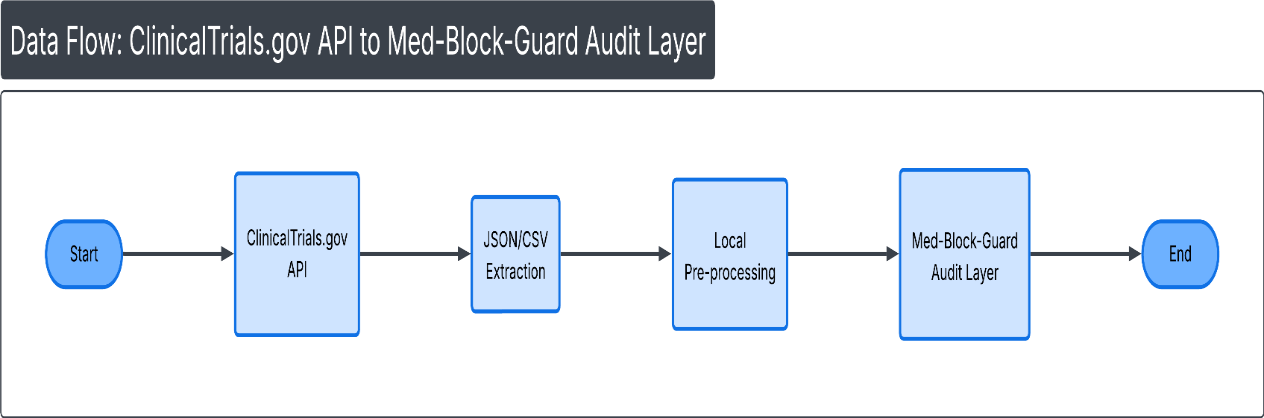 Data Flow: ClinicalTrials.gov API to Med-Block-Guard Audit Layer
Start
ClinicalTrials.gov
API
JSON/CSV
Extraction
Local
Pre-processing
Med-Block-Guard
Audit Layer
End